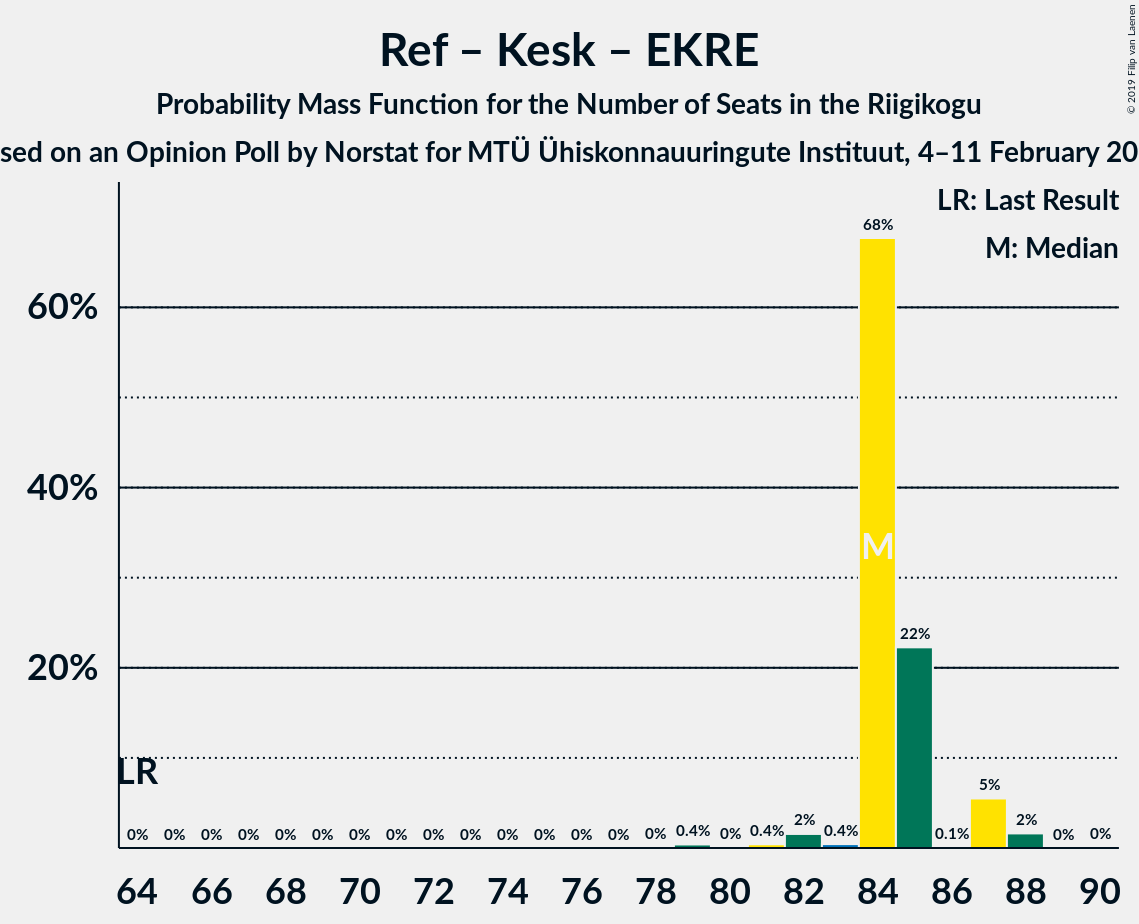 Ref – Kesk – EKRE
Probability Mass Function for the Number of Seats in the Riigikogu
sed on an Opinion Poll by Norstat for MTÜ Ühiskonnauuringute Instituut, 4–11 February 20
© 2019 Filip van Laenen
LR: Last Result
M: Median
60%
40%
20%
LR
M
0% 0% 0% 0% 0% 0% 0% 0% 0% 0% 0% 0% 0% 0% 0% 0.4% 0% 0.4% 2% 0.4% 68% 22% 0.1% 5% 2% 0% 0%
64 66 68 70 72 74 76 78 80 82 84 86 88 90